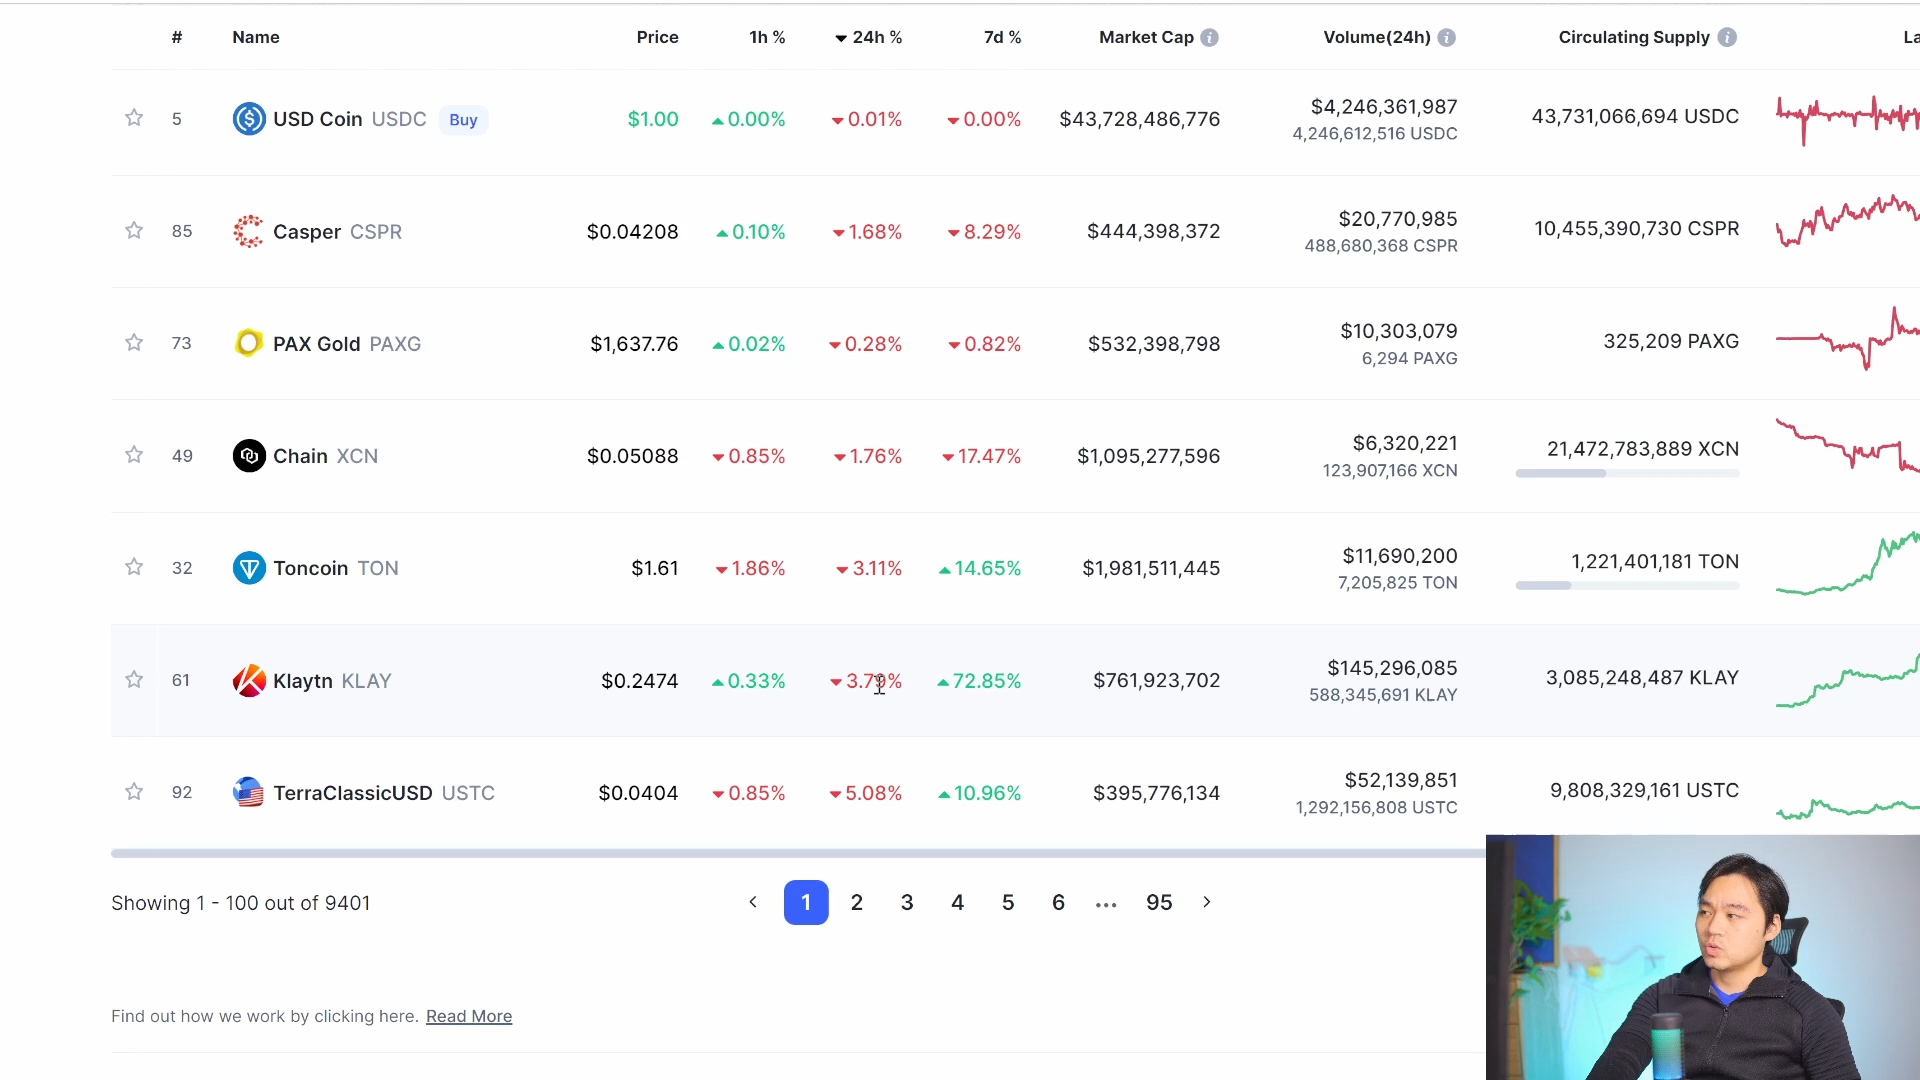 # Name Price 1h % 24h % 7d % Market Cap Volume(24h) Circulating Supply La
5 USD Coin USDC Buy $1.00 0.00% 0.01% 0.00% $43,728,486,776 $4,246,361,987 43,731,066,694 USDC
4,246,612,516 USDC
85 Casper CSPR $0.04208 0.10% 1.68% 8.29% $444,398,372 $20,770,985 10,455,390,730 CSPR
488,680,368 CSPR
73 PAX Gold PAXG $1,637.76 0.02% 0.28% 0.82% $532,398,798 $10,303,079 325,209 PAXG
6,294 PAXG
49 Chain XCN $0.05088 0.85% 1.76% 17.47% $1,095,277,596 $6,320,221 21,472,783,889 XCN
123,907,166 XCN
32 Toncoin TON $1.61 1.86% 3.11% 14.65% $1,981,511,445 $11,690,200 1,221,401,181 TON
7,205,825 TON
61 Klaytn KLAY $0.2474 0.33% 72.85% $761,923,702 $145,296,085 3,085,248,487 KLAY
588,345,691 KLAY
92 TerraClassicUSD USTC $0.0404 0.85% 5.08% 10.96% $395,776,134 $52,139,851 9,808,329,161 USTC
1,292,156,808 USTC
Showing 1 - 100 out of 9401 1 2 3 4 5 6 ... 95
Find out how we work by clicking here. Read More